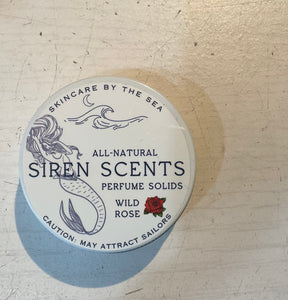 SKINCARE BY THE SEA
ALL-NATURAL
SIREN SCENTS
PERFUME SOLIDS
WILD
ROSE
CAUTION: MAY ATTRACT SAILORS